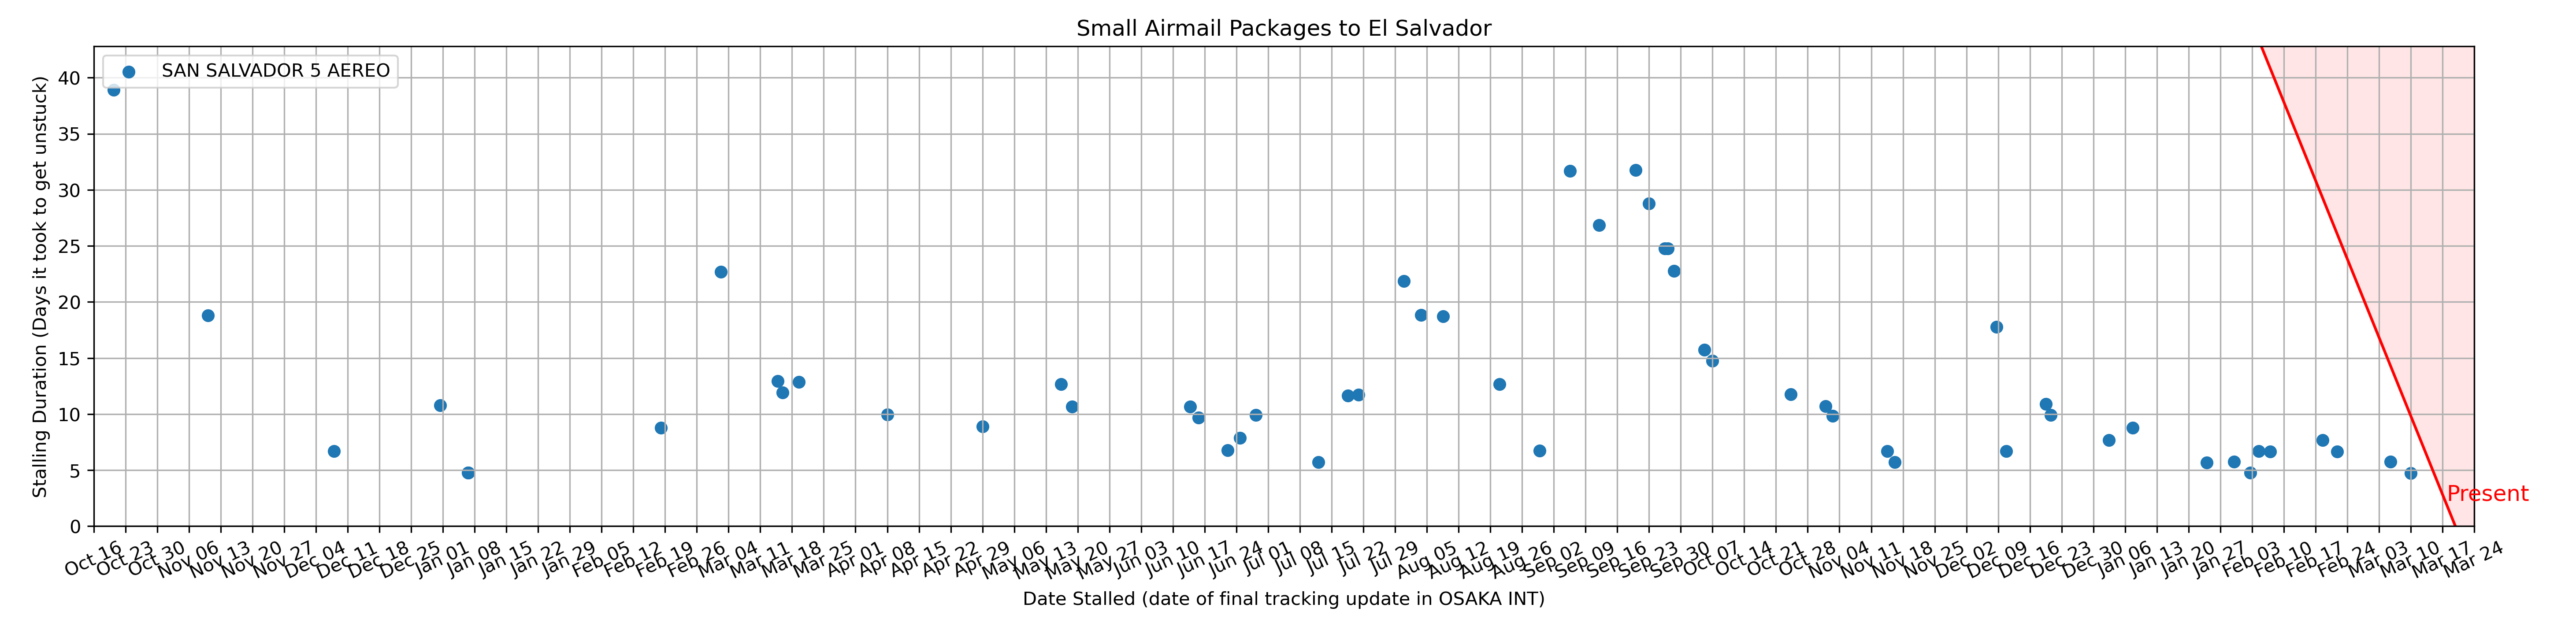 Small Airmail Packages to El Salvador
SAN SALVADOR 5 AEREO
Stalling Duration (Days it took to get unstuck)
40
35
30
25
20
15
10
5
0
Present
Oct 16
Oct 23
Oct 30
Nov 06
Nov 13
Nov 20
Nov 27
Dec 04
Dec 11
Dec 18
Dec 25
Jan 01
Jan 08
Jan 15
Jan 22
Jan 29
Feb 05
Feb 12
Feb 19
Feb 26
Mar 04
Mar 11
Mar 18
Mar 25
Apr 01
Apr 08
Apr 15
Apr 22
Apr 29
May 06
May 13
May 20
May 27
Jun 03
Jun 10
Jun 17
Jun 24
Jul 01
Jul 08
Jul 15
Jul 22
Jul 29
Aug 05
Aug 12
Aug 19
Aug 26
Sep 02
Sep 09
Sep 16
Sep 23
Sep 30
Oct 07
Oct 14
Oct 21
Oct 28
Nov 04
Nov 11
Nov 18
Nov 25
Dec 02
Dec 09
Dec 16
Dec 23
Dec 30
Jan 06
Jan 13
Jan 20
Jan 27
Feb 03
Feb 10
Feb 17
Feb 24
Mar 03
Mar 10
Mar 17
Mar 24
Date Stalled (date of final tracking update in OSAKA INT)